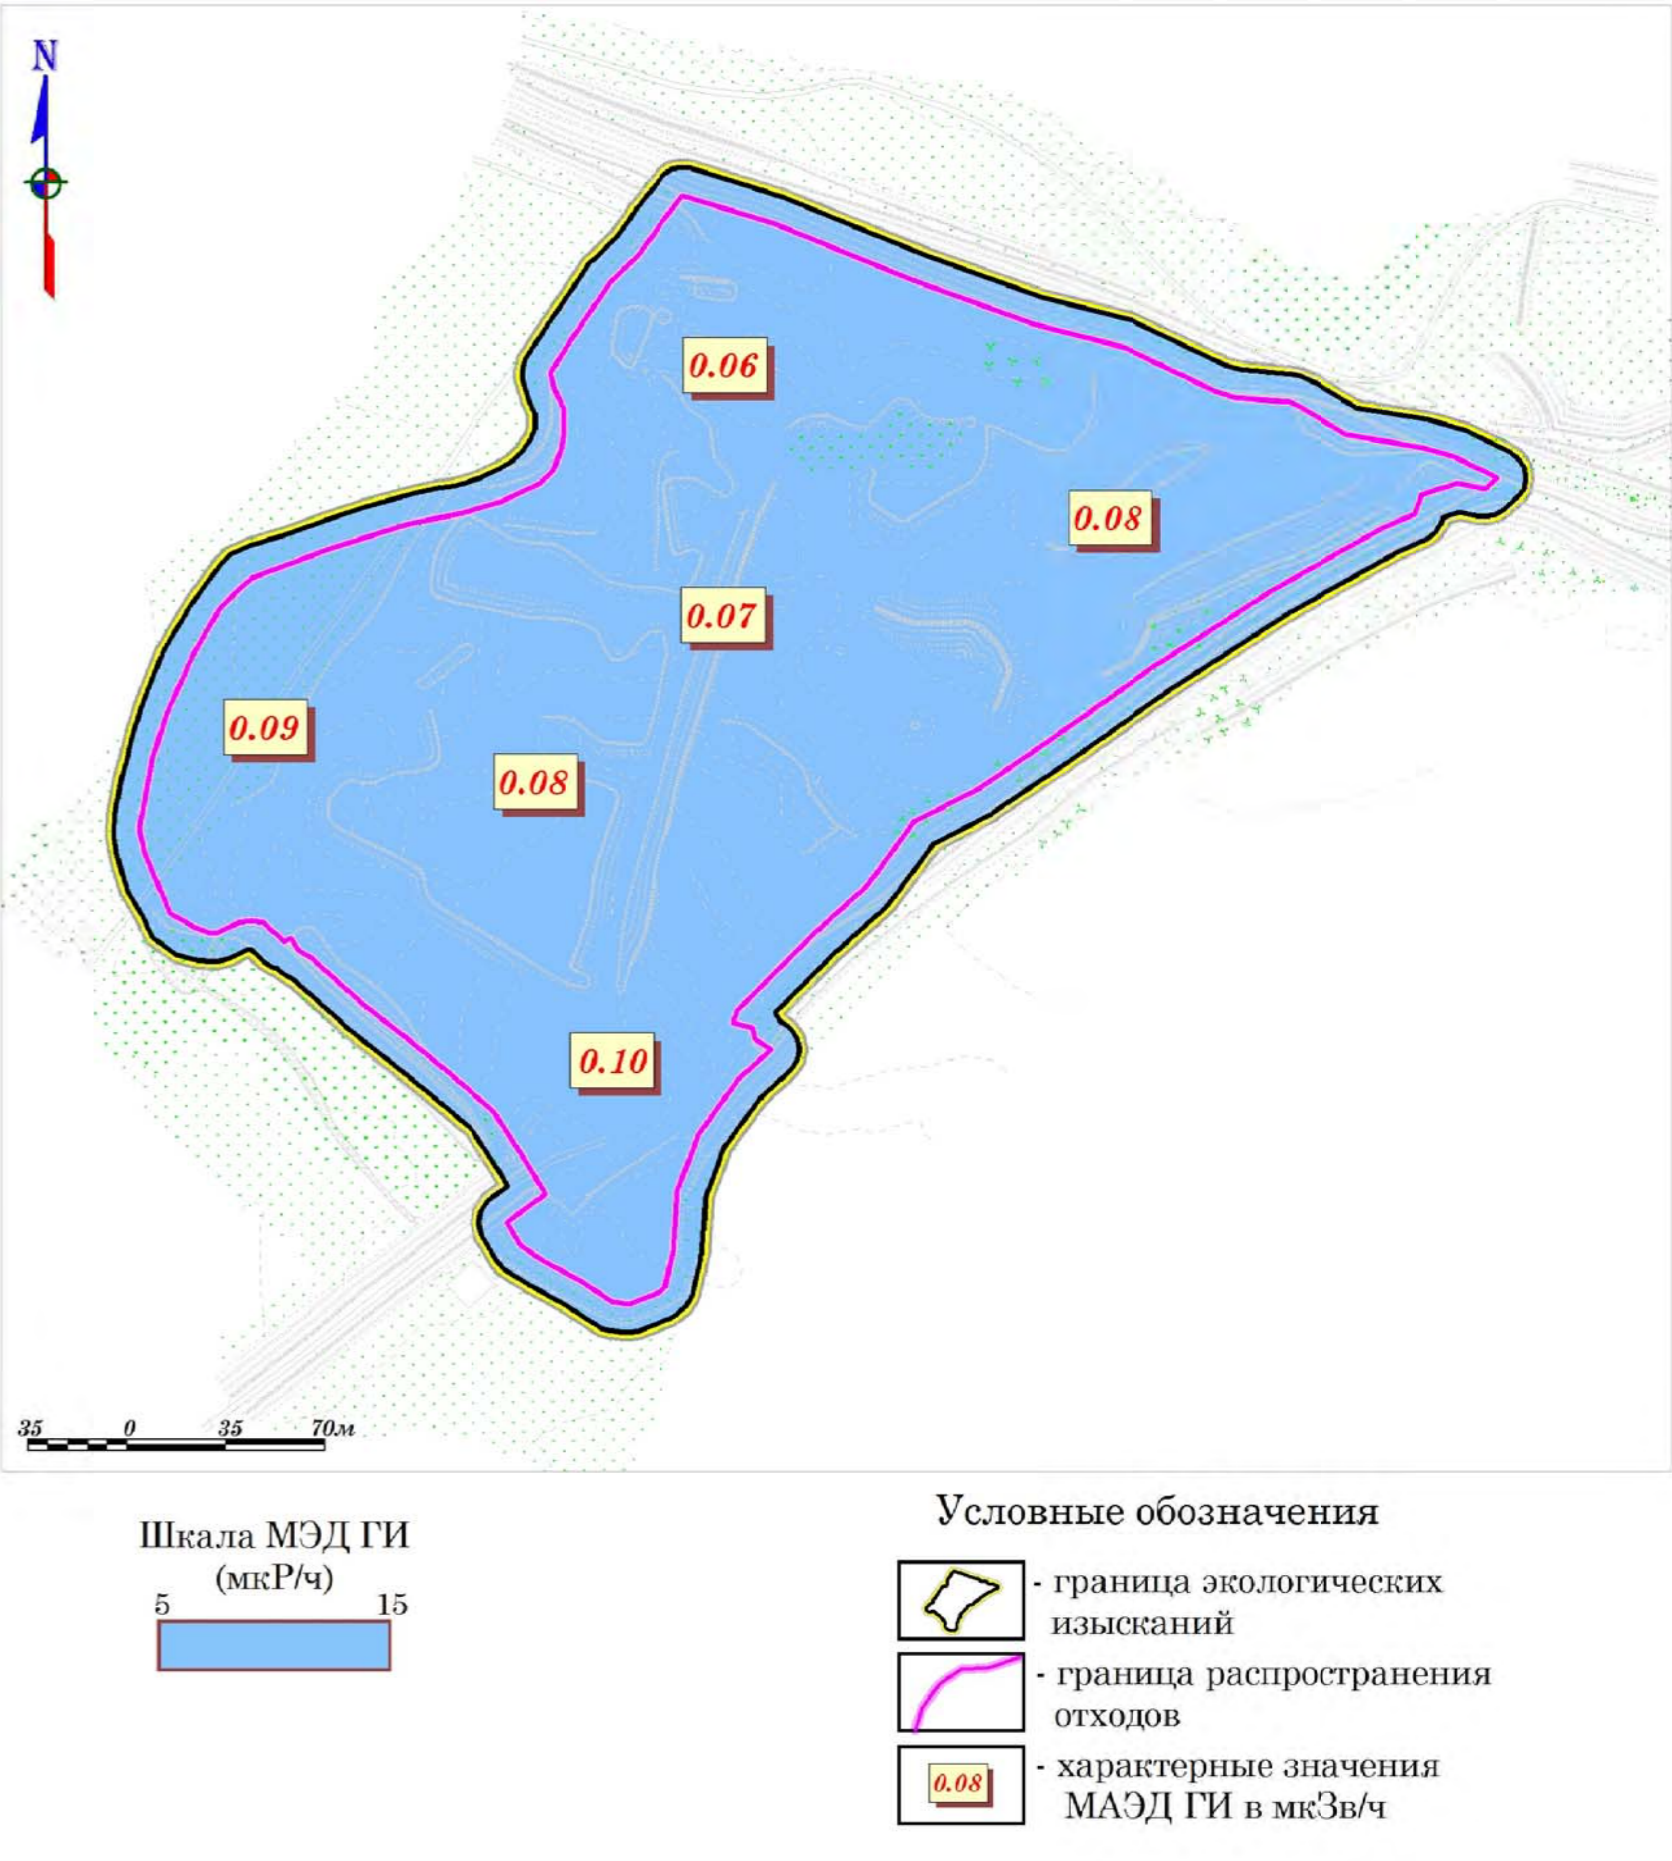 N
0.06
0.08
0.07
0.09
0.08
0.10
35 0 35 70м
Шкала МЭД ГИ
(мкР/ч)
5 15
Условные обозначения
- граница экологических
изысканий
- граница распространения
отходов
0.08
- характерные значения
МАЭД ГИ в мкЗв/ч